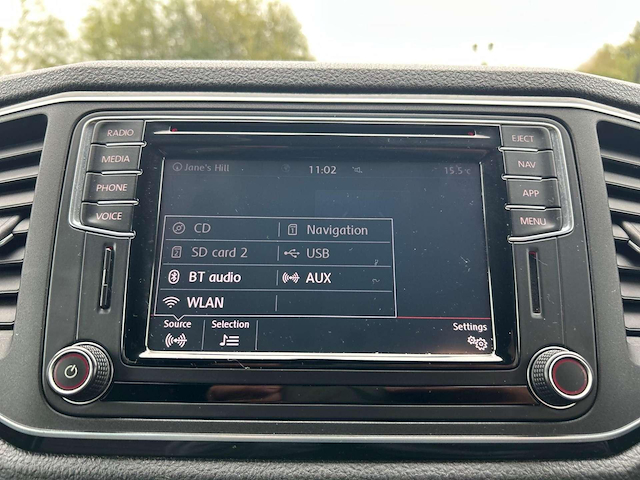 RADIO
MEDIA
PHONE
VOICE
Jane's Hill 11:02 15.5°C
CD Navigation
SD card 2 USB
BT audio AUX
WLAN
Source Selection Settings
EJECT
NAV
APP
MENU